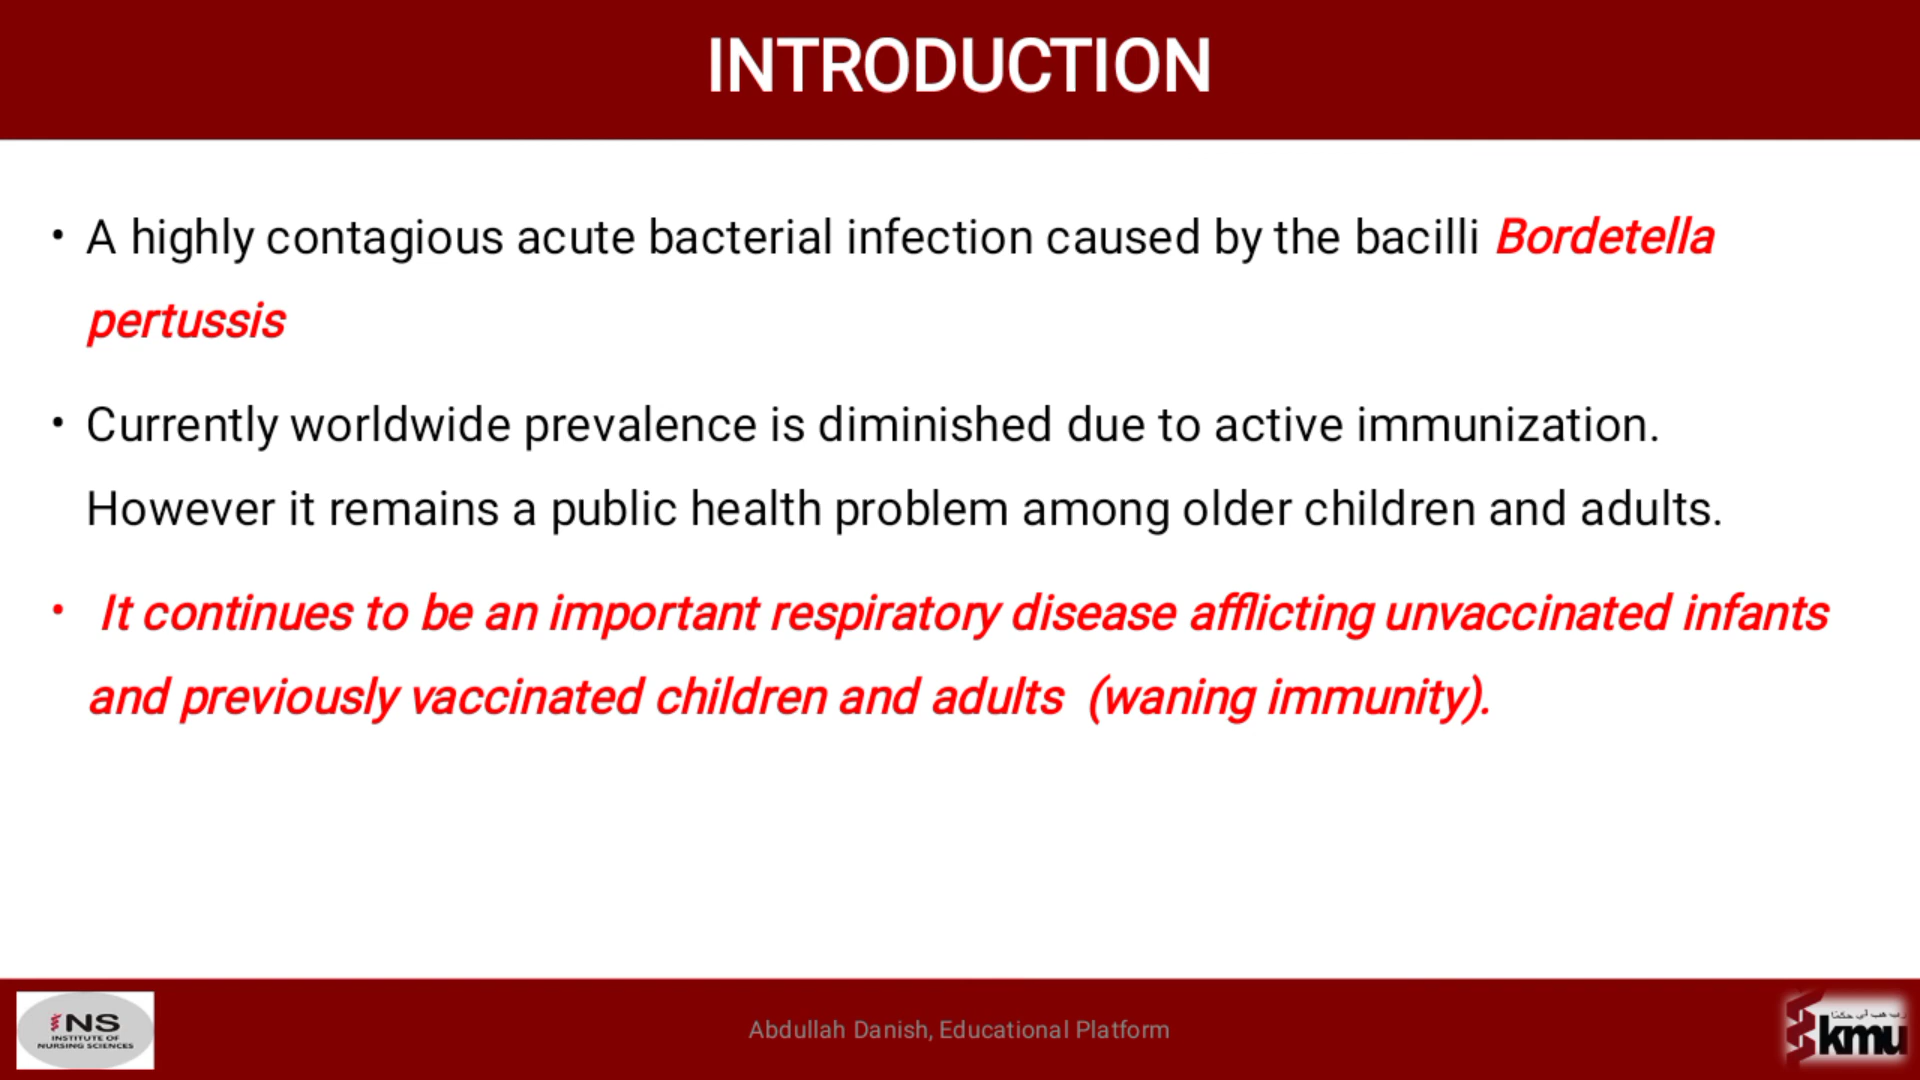 INTRODUCTION
• A highly contagious acute bacterial infection caused by the bacilli Bordetella
pertussis
• Currently worldwide prevalence is diminished due to active immunization.
However it remains a public health problem among older children and adults.
• It continues to be an important respiratory disease afflicting unvaccinated infants
and previously vaccinated children and adults (waning immunity).
iNS
INSTITUTE OF
NURSING SCIENCES
Abdullah Danish, Educational Platform
kmu